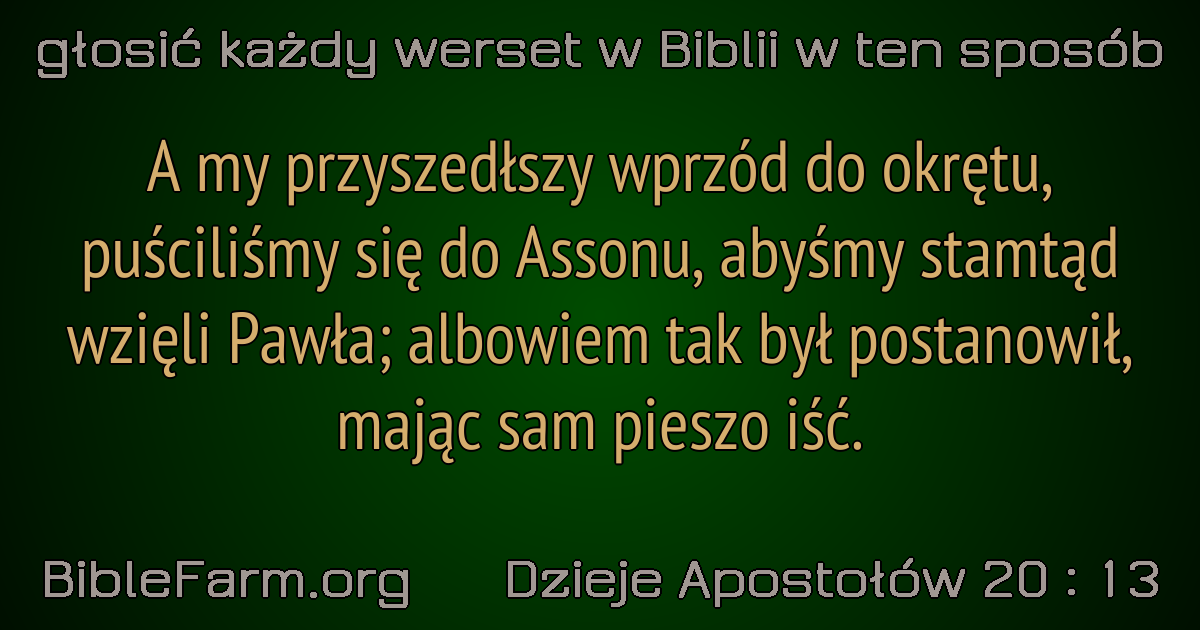 głosić każdy werset w Biblii w ten sposób
A my przyszedłszy wprzód do okrętu,
puściliśmy się do Assonu, abyśmy stamtąd
wzięli Pawła; albowiem tak był postanowił,
mając sam pieszo iść.
BibleFarm.org Dzieje Apostołów 20 : 13